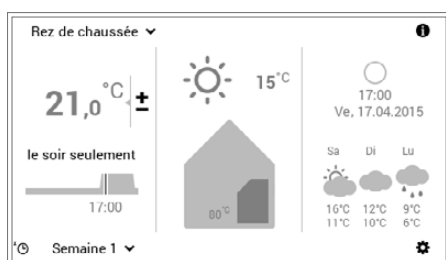 Rez de chaussée
21,0 °C ±
le soir seulement
17:00
15 °C
80 °C
17:00
Ve, 17.04.2015
Sa Di Lu
16°C 12°C 9°C
11°C 10°C 6°C
Semaine 1